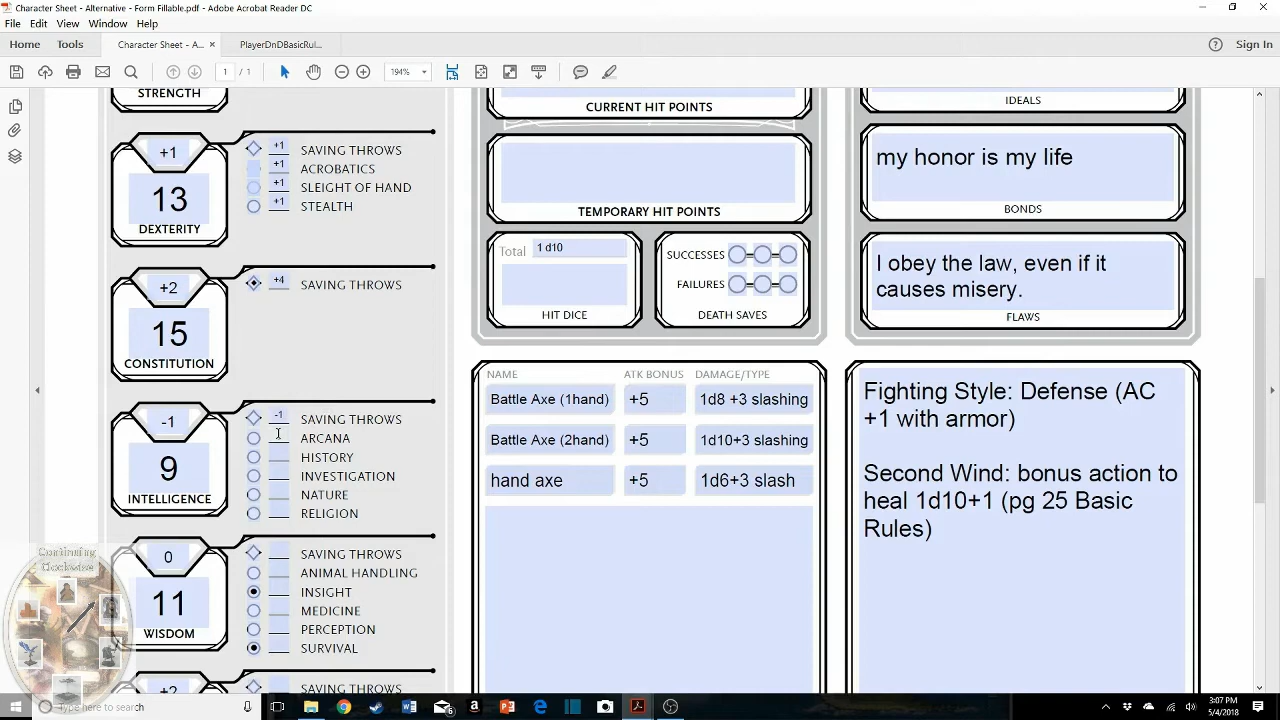 Character Sheet - Alternative - Form Fillable.pdf - Adobe Acrobat Reader DC
File Edit View Window Help
Home Tools Character Sheet - A... × PlayerDnDBasicRul... Sign In
1 / 1 194%
STRENGTH
+1
13
DEXTERITY
+1 SAVING THROWS
+1 ACROBATICS
+1 SLEIGHT OF HAND
+1 STEALTH
+2
15
CONSTITUTION
+4 SAVING THROWS
-1
9
INTELLIGENCE
-1 SAVING THROWS
ARCANA
HISTORY
INVESTIGATION
NATURE
RELIGION
0
11
WISDOM
SAVING THROWS
ANIMAL HANDLING
INSIGHT
MEDICINE
PERCEPTION
SURVIVAL
+2
SAVING THROWS
CURRENT HIT POINTS
TEMPORARY HIT POINTS
Total 1 d10
HIT DICE
SUCCESSES
FAILURES
DEATH SAVES
IDEALS
my honor is my life
BONDS
I obey the law, even if it
causes misery.
FLAWS
NAME ATK BONUS DAMAGE/TYPE
Battle Axe (1hand) +5 1d8 +3 slashing
Battle Axe (2hand) +5 1d10+3 slashing
hand axe +5 1d6+3 slash
Fighting Style: Defense (AC
+1 with armor)
Second Wind: bonus action to
heal 1d10+1 (pg 25 Basic
Rules)
Continuing
Clockwise
Type here to search
3:07 PM
5/4/2018